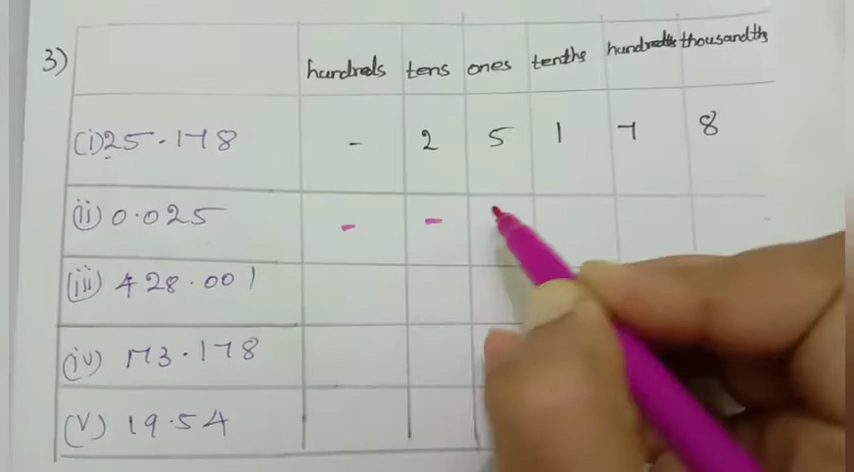 3) hundreds tens ones tenths hundredths thousandths
(i) 25.178 - 2 5 1 7 8
(ii) 0.025 - -
(iii) 428.001
(iv) 173.178
(v) 19.54